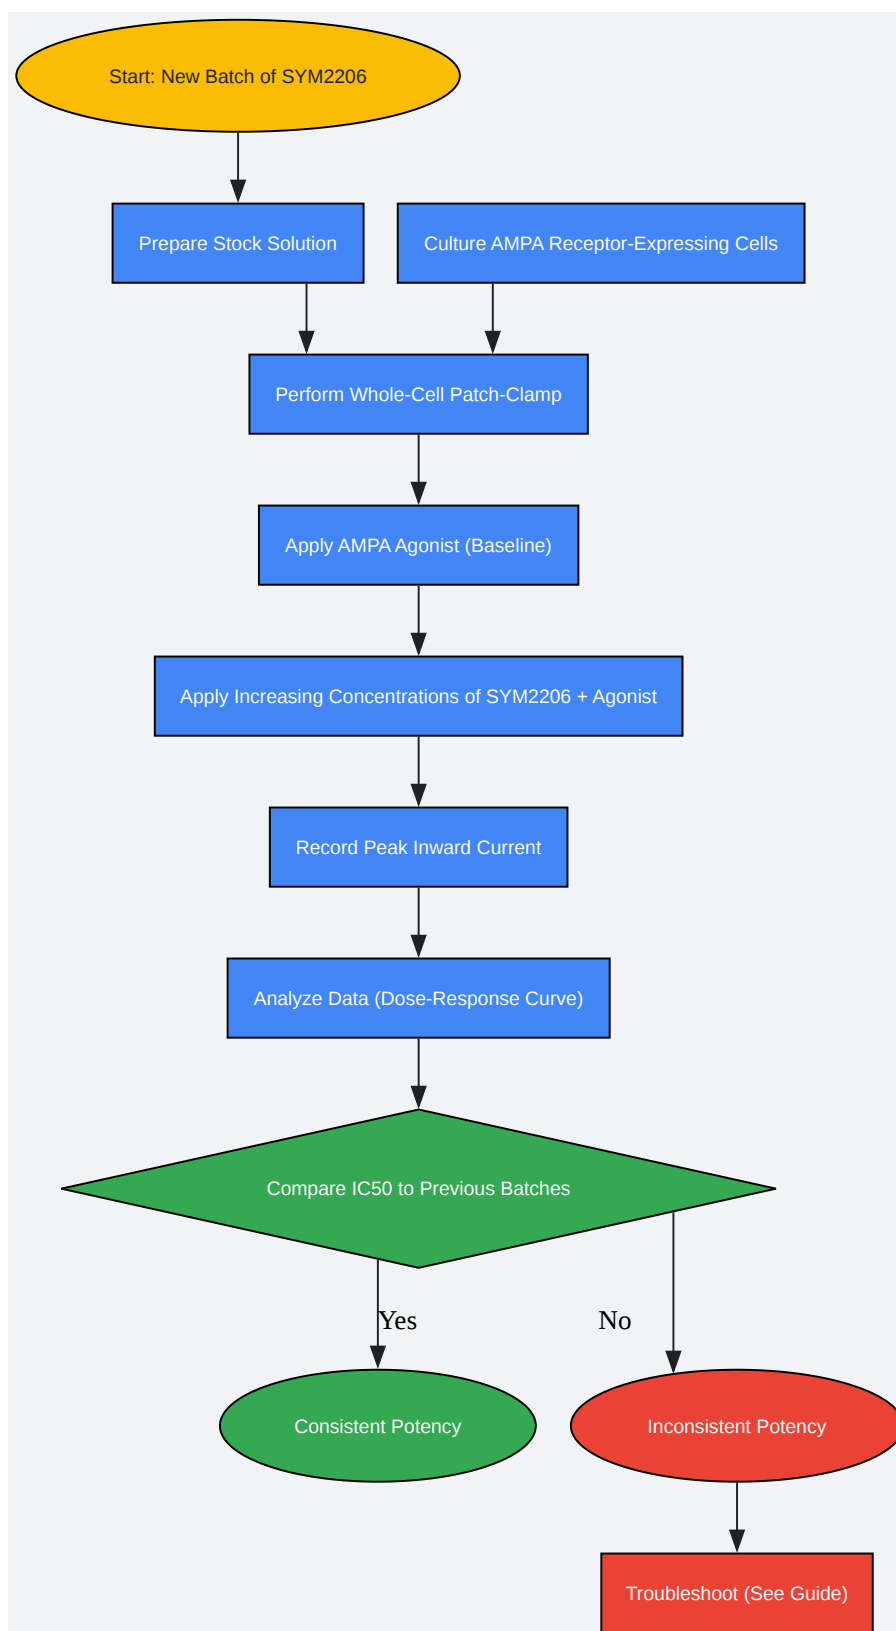 Start: New Batch of SYM2206
Prepare Stock Solution
Culture AMPA Receptor-Expressing Cells
Perform Whole-Cell Patch-Clamp
Apply AMPA Agonist (Baseline)
Apply Increasing Concentrations of SYM2206 + Agonist
Record Peak Inward Current
Analyze Data (Dose-Response Curve)
Compare IC50 to Previous Batches
Yes
No
Consistent Potency
Inconsistent Potency
Troubleshoot (See Guide)